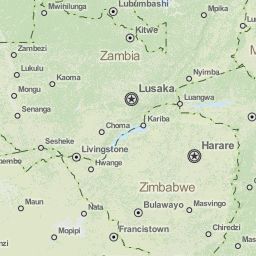 Mwinilunga
Lubumbashi
Mpika
Kitwe
Zambezi
Zambia
Lukulu
Kaoma
Nyimba
Mongu
Lusaka
Luangwa
Senanga
Choma
Kariba
Sesheke
Livingstone
Harare
Hwange
Zimbabwe
Maun
Nata
Bulawayo
Masvingo
Mopipi
Francistown
Chiredzi